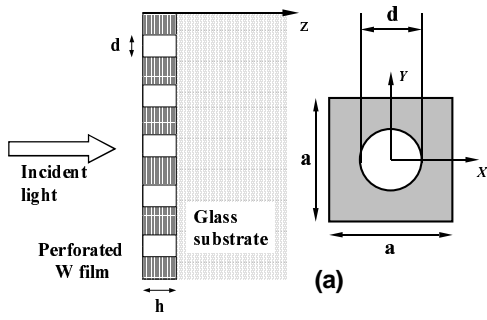 d
z
d
Y
X
a
a
Incident
light
Glass
substrate
Perforated
W film
h
(a)